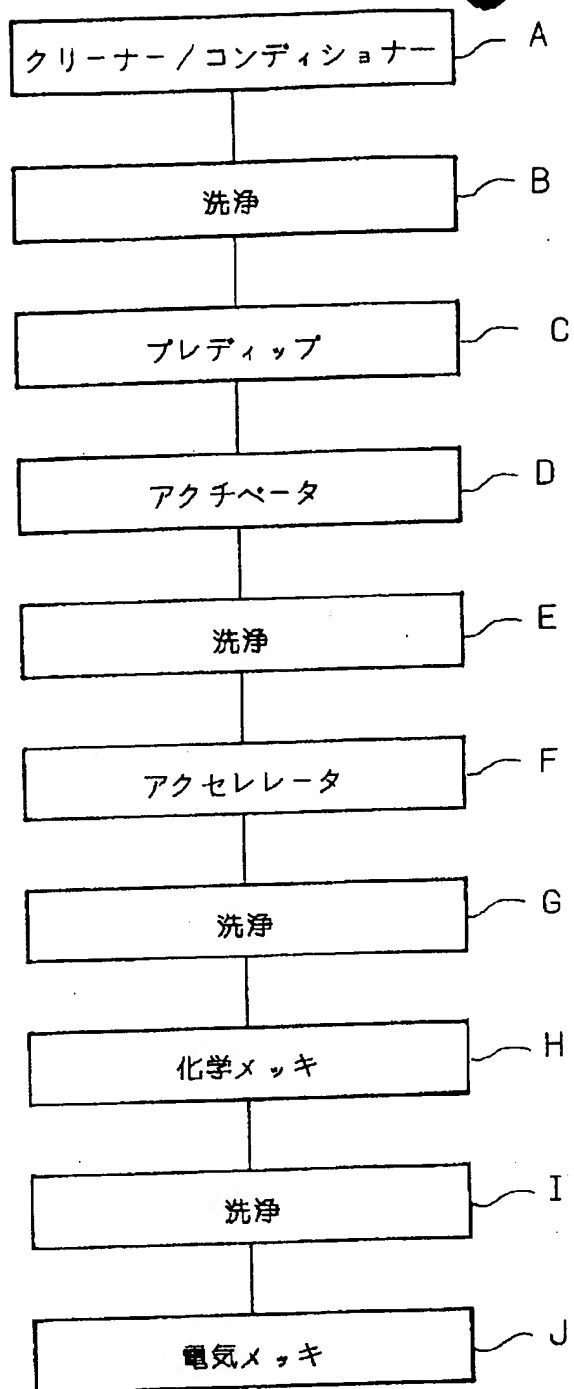 クリーナー/コンディショナー A
洗浄 B
プレディップ C
アクチベータ D
洗浄 E
アクセレレータ F
洗浄 G
化学メッキ H
洗浄 I
電気メッキ J